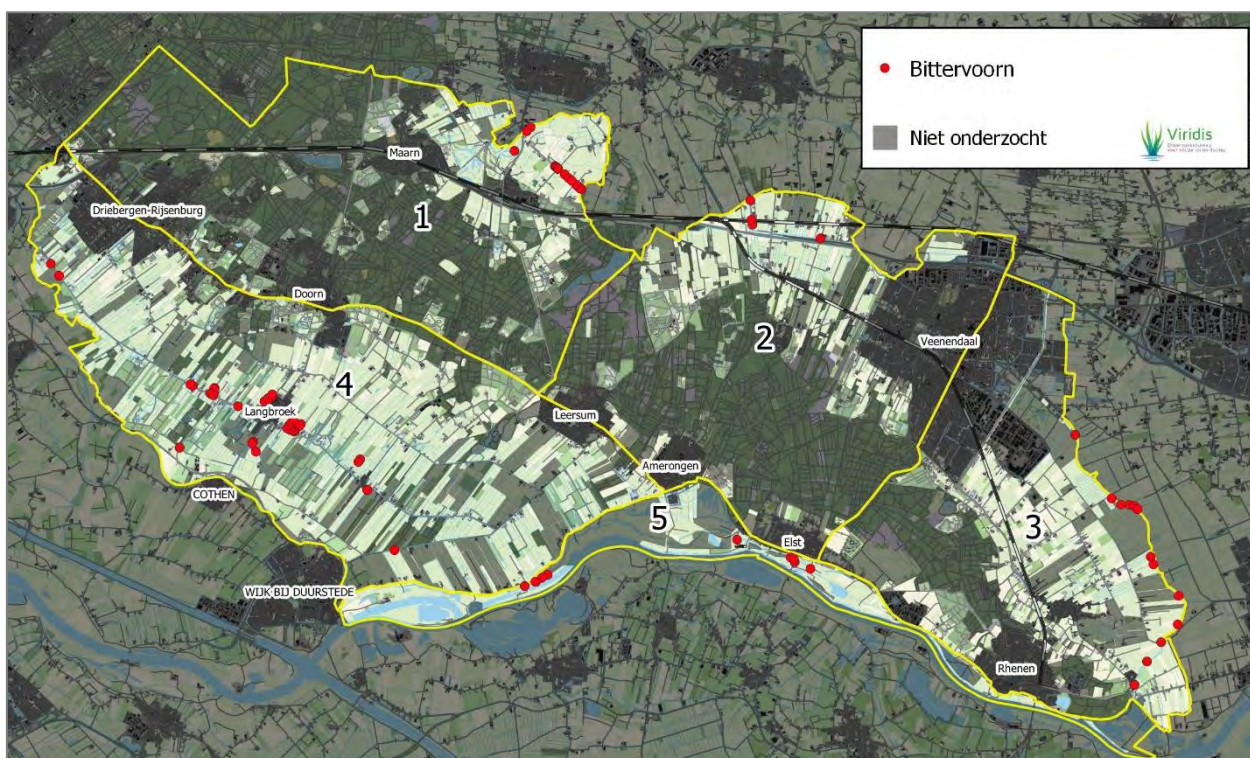 Bittervoorn
Niet onderzocht
Viridis
Maarn
1
Driebergen-Rijsenburg
Doorn
2
Veenendaal
4
Langbroek
Leersum
Amerongen
COTHEN
5
3
Elst
WIJK BIJ DUURSTEDE
Rhenen